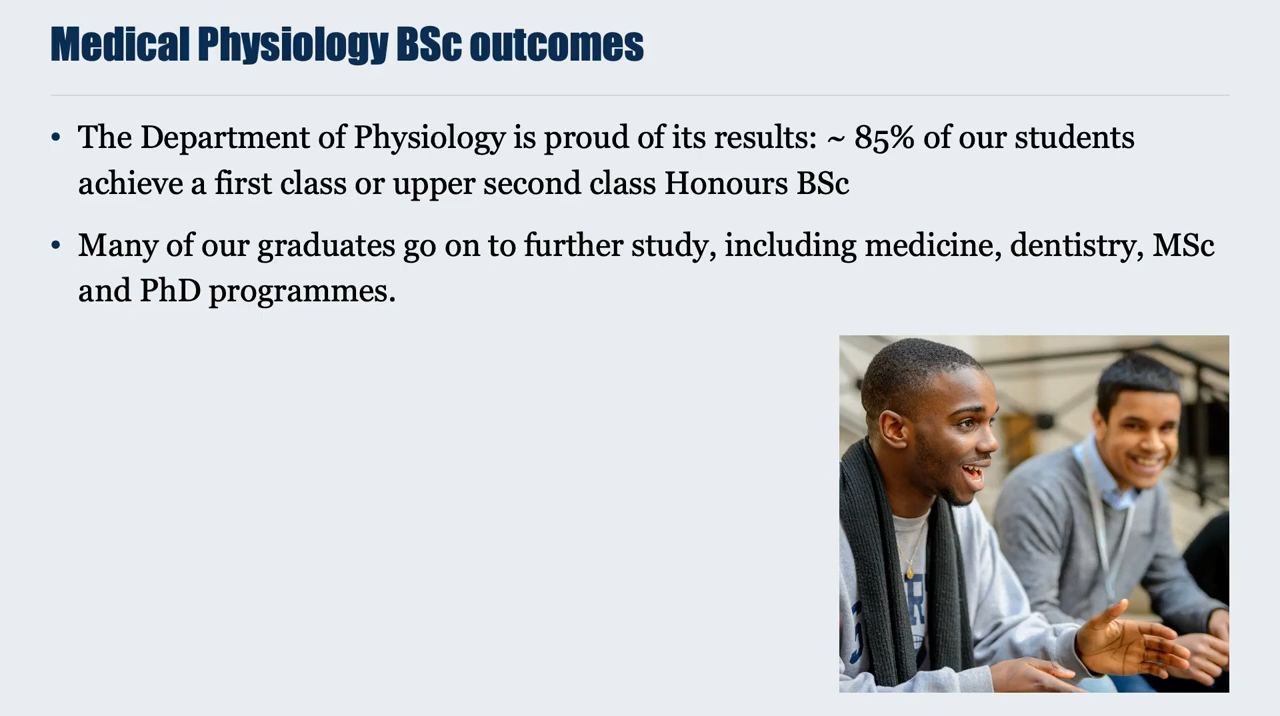 Medical Physiology BSc outcomes
• The Department of Physiology is proud of its results: ~ 85% of our students
achieve a first class or upper second class Honours BSc
• Many of our graduates go on to further study, including medicine, dentistry, MSc
and PhD programmes.